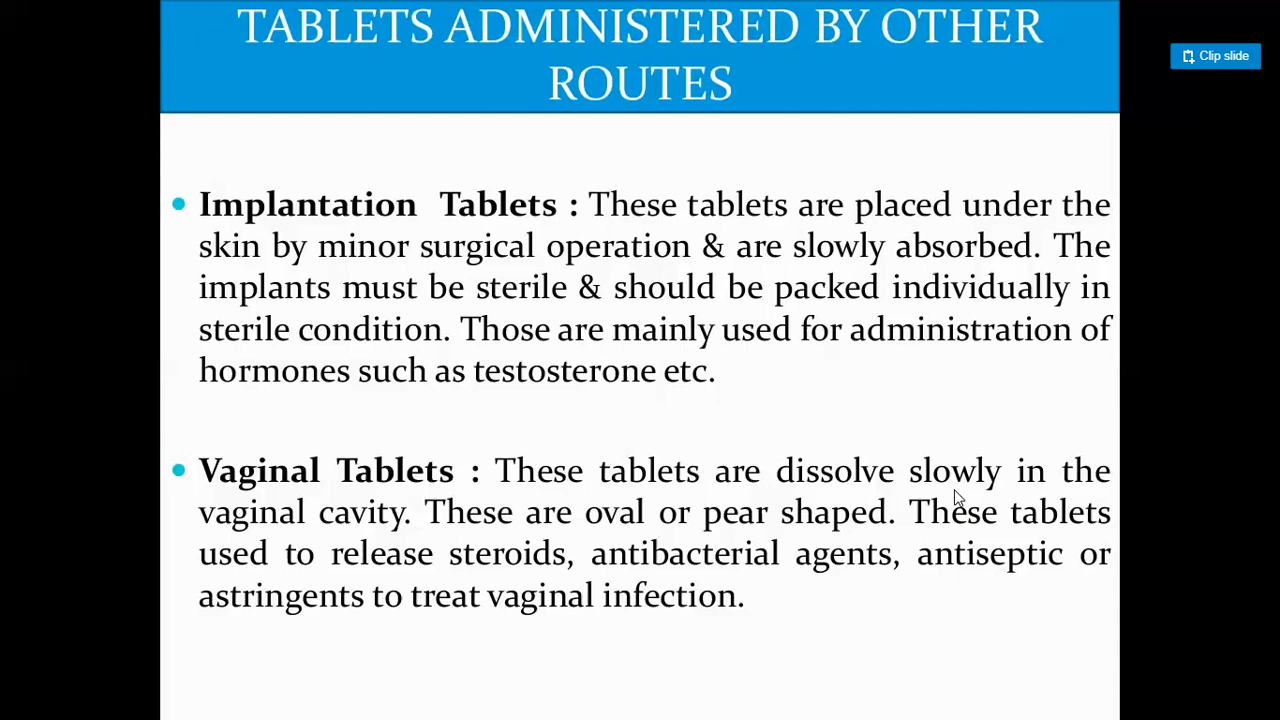 TABLETS ADMINISTERED BY OTHER
ROUTES
Clip slide
• Implantation Tablets : These tablets are placed under the
skin by minor surgical operation & are slowly absorbed. The
implants must be sterile & should be packed individually in
sterile condition. Those are mainly used for administration of
hormones such as testosterone etc.
• Vaginal Tablets : These tablets are dissolve slowly in the
vaginal cavity. These are oval or pear shaped. These tablets
used to release steroids, antibacterial agents, antiseptic or
astringents to treat vaginal infection.